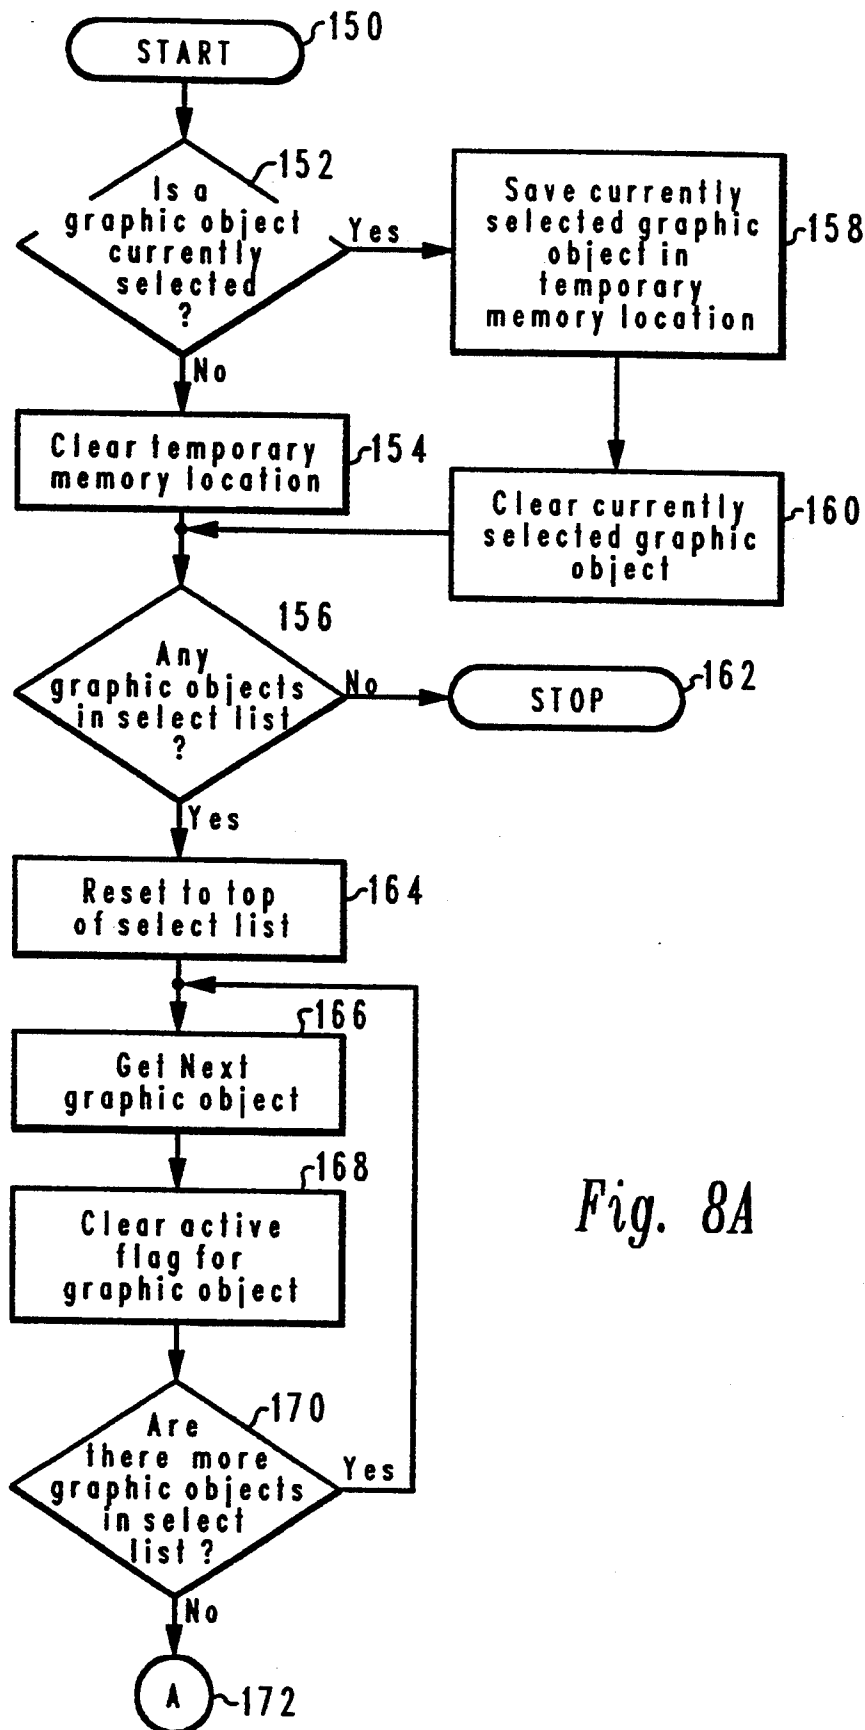 START
150
152
Is a
graphic object
currently
selected
?
Yes
Save currently
selected graphic
object in
temporary
memory location
158
No
Clear temporary
memory location
154
Clear currently
selected graphic
object
160
156
Any
graphic objects
in select list
?
No
STOP
162
Yes
Reset to top
of select list
164
166
Get Next
graphic object
168
Clear active
flag for
graphic object
Fig. 8A
170
Are
there more
graphic objects
in select
list ?
Yes
No
A
172